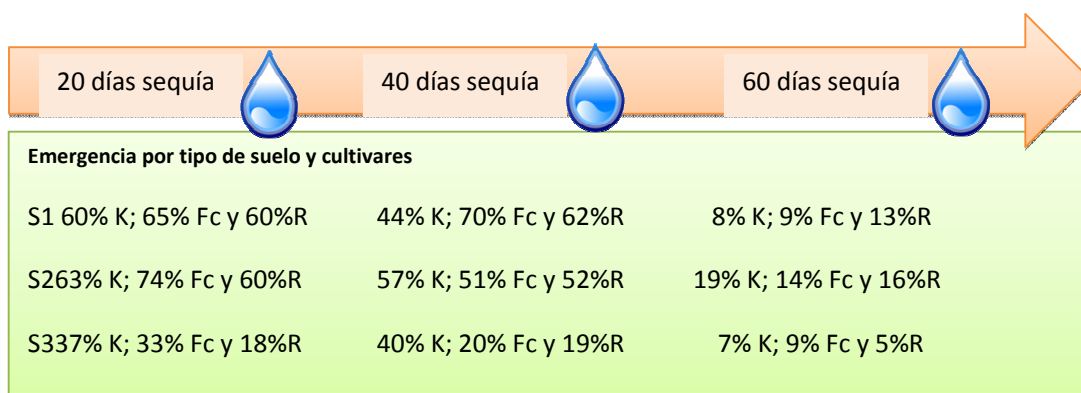 20 días sequía 40 días sequía 60 días sequía
Emergencia por tipo de suelo y cultivares
S1 60% K; 65% Fc y 60%R 44% K; 70% Fc y 62%R 8% K; 9% Fc y 13%R
S263% K; 74% Fc y 60%R 57% K; 51% Fc y 52%R 19% K; 14% Fc y 16%R
S337% K; 33% Fc y 18%R 40% K; 20% Fc y 19%R 7% K; 9% Fc y 5%R